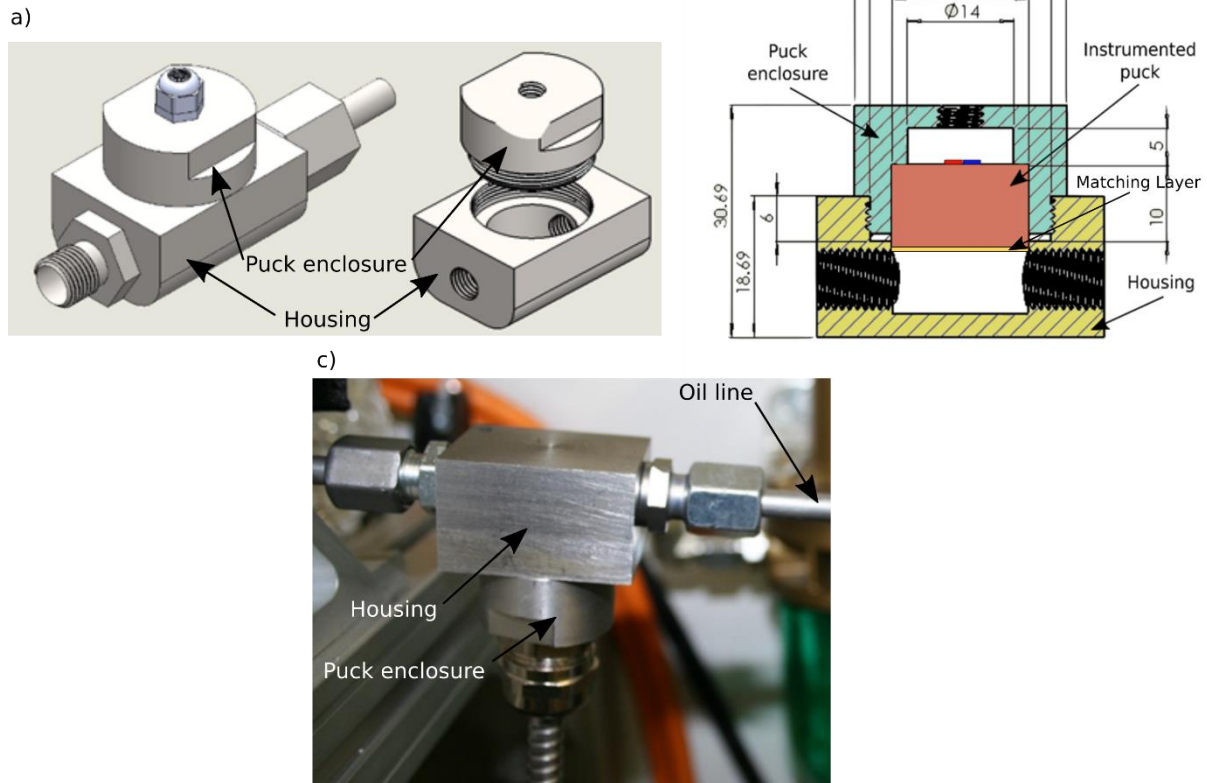 a)
Puck enclosure
Housing
Ø14
Puck
enclosure
Instrumented
puck
5
Matching Layer
10
30.69
6
18.69
Housing
c)
Oil line
Housing
Puck enclosure